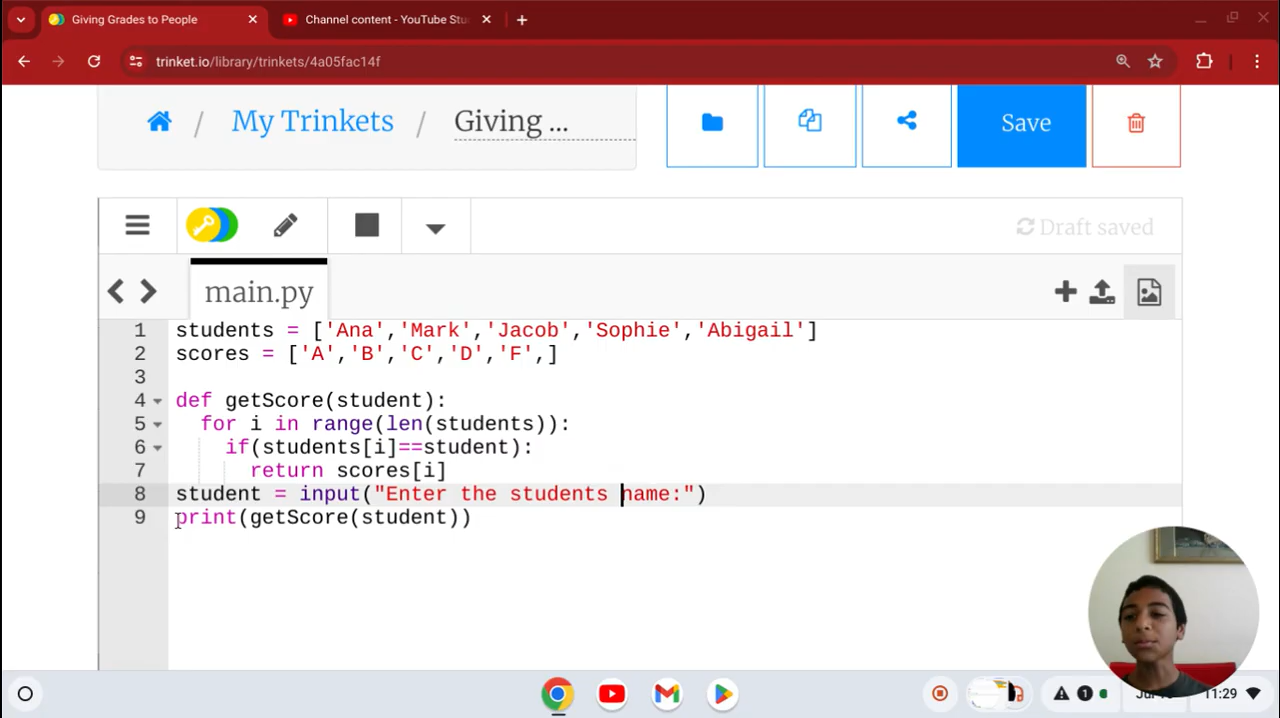 Giving Grades to People
Channel content - YouTube Stu
trinket.io/library/trinkets/4a05fac14f
/ My Trinkets / Giving ...
Save
Draft saved
main.py
1 students = ['Ana','Mark','Jacob','Sophie','Abigail']
2 scores = ['A','B','C','D','F',]
3
4 def getScore(student):
5 for i in range(len(students)):
6 if(students[i]==student):
7 return scores[i]
8 student = input("Enter the students name:")
9 print(getScore(student))
1
11:29